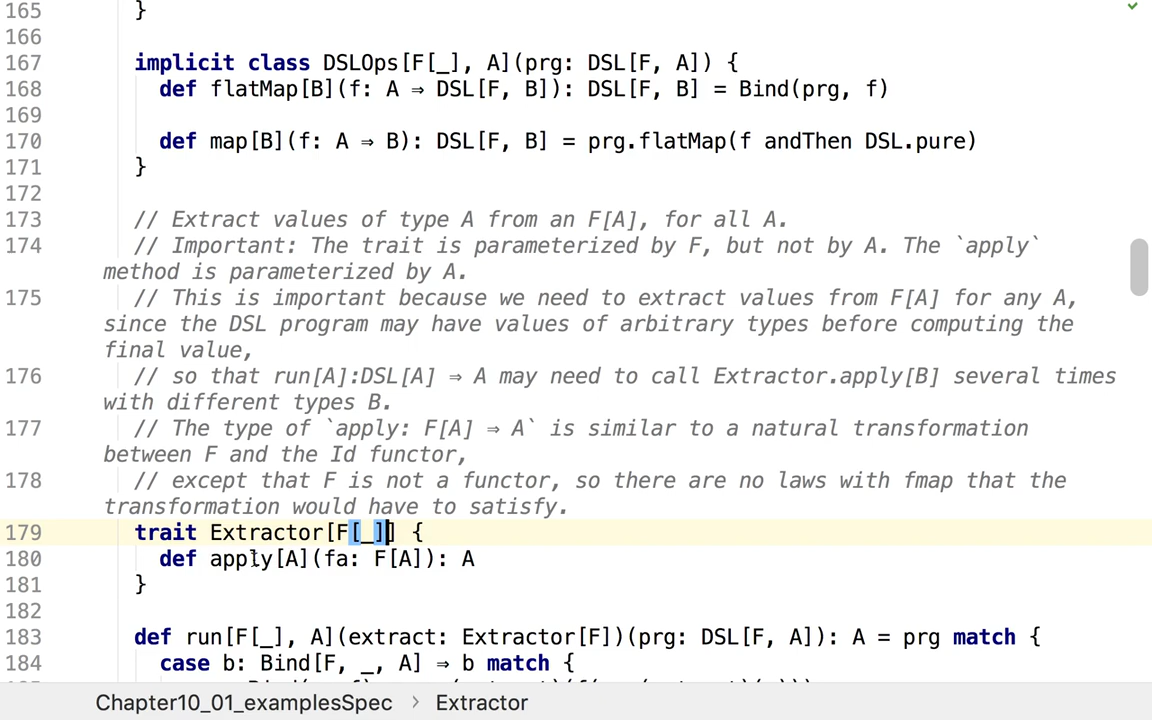 165 }
166
167 implicit class DSLOps[F[_], A](prg: DSL[F, A]) {
168 def flatMap[B](f: A ⇒ DSL[F, B]): DSL[F, B] = Bind(prg, f)
169
170 def map[B](f: A ⇒ B): DSL[F, B] = prg.flatMap(f andThen DSL.pure)
171 }
172
173 // Extract values of type A from an F[A], for all A.
174 // Important: The trait is parameterized by F, but not by A. The `apply`
method is parameterized by A.
175 // This is important because we need to extract values from F[A] for any A,
since the DSL program may have values of arbitrary types before computing the
final value,
176 // so that run[A]:DSL[A] ⇒ A may need to call Extractor.apply[B] several times
with different types B.
177 // The type of `apply: F[A] ⇒ A` is similar to a natural transformation
between F and the Id functor,
178 // except that F is not a functor, so there are no laws with fmap that the
transformation would have to satisfy.
179 trait Extractor[F[_]] {
180 def apply[A](fa: F[A]): A
181 }
182
183 def run[F[_], A](extract: Extractor[F])(prg: DSL[F, A]): A = prg match {
184 case b: Bind[F, _, A] ⇒ b match {
Chapter10_01_examplesSpec › Extractor